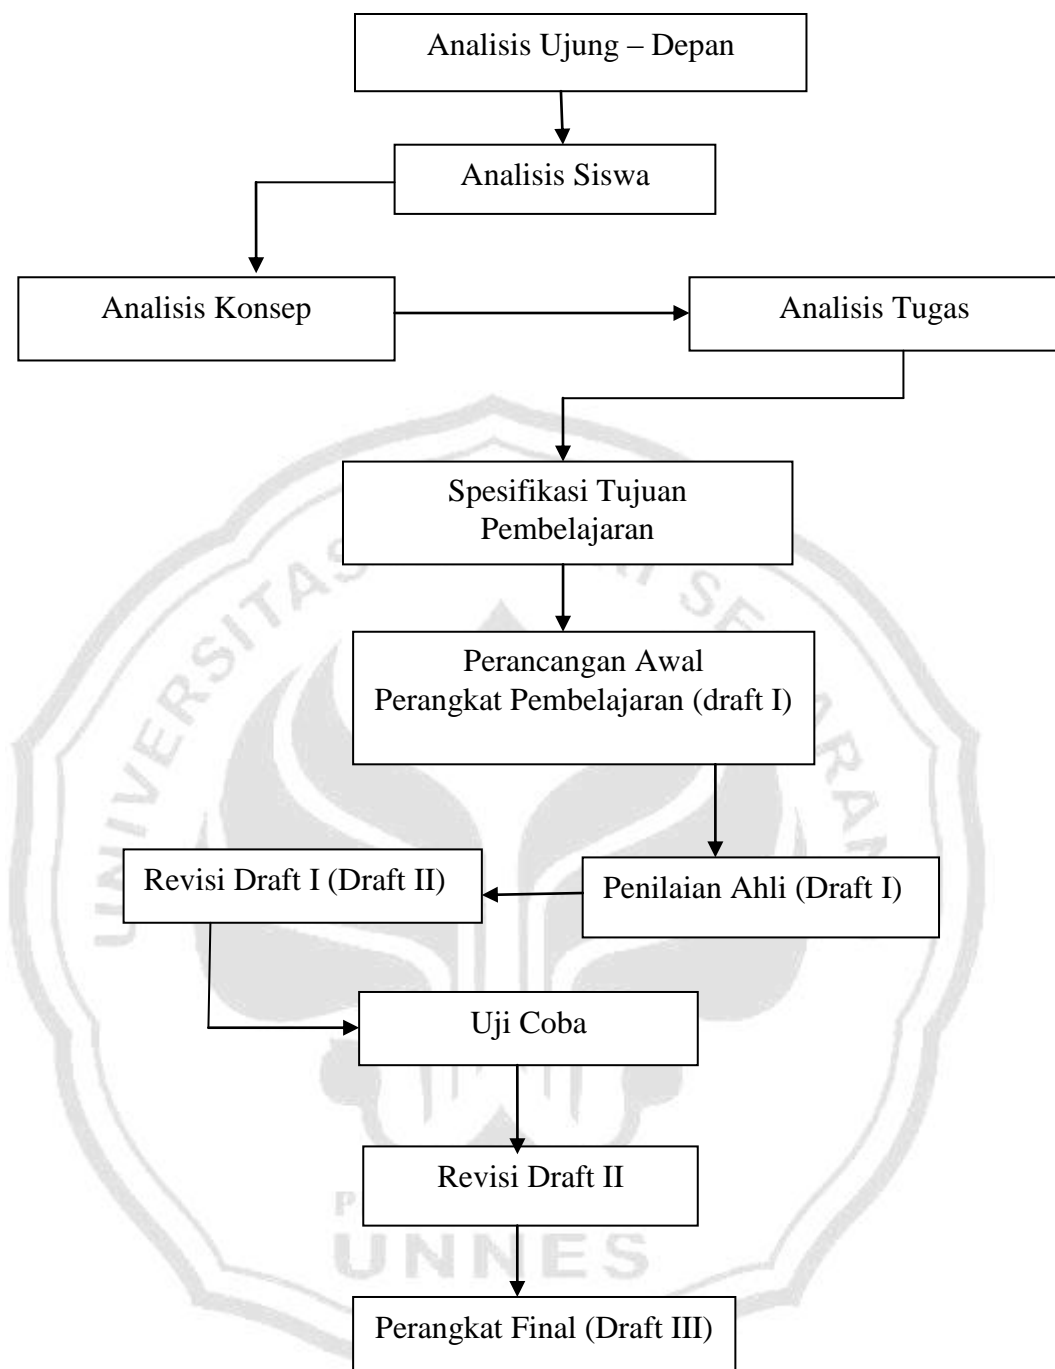 Analisis Ujung – Depan
Analisis Siswa
Analisis Konsep
Analisis Tugas
Spesifikasi Tujuan
Pembelajaran
Perancangan Awal
Perangkat Pembelajaran (draft I)
Revisi Draft I (Draft II)
Penilaian Ahli (Draft I)
Uji Coba
Revisi Draft II
Perangkat Final (Draft III)
UNNES